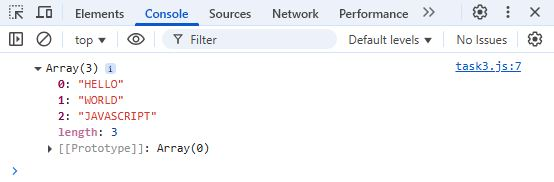 Elements Console Sources Network Performance »
top ▼ Filter Default levels ▼ No Issues
▼ Array(3) i task3.js:7
0: "HELLO"
1: "WORLD"
2: "JAVASCRIPT"
length: 3
▶ [[Prototype]]: Array(0)
>